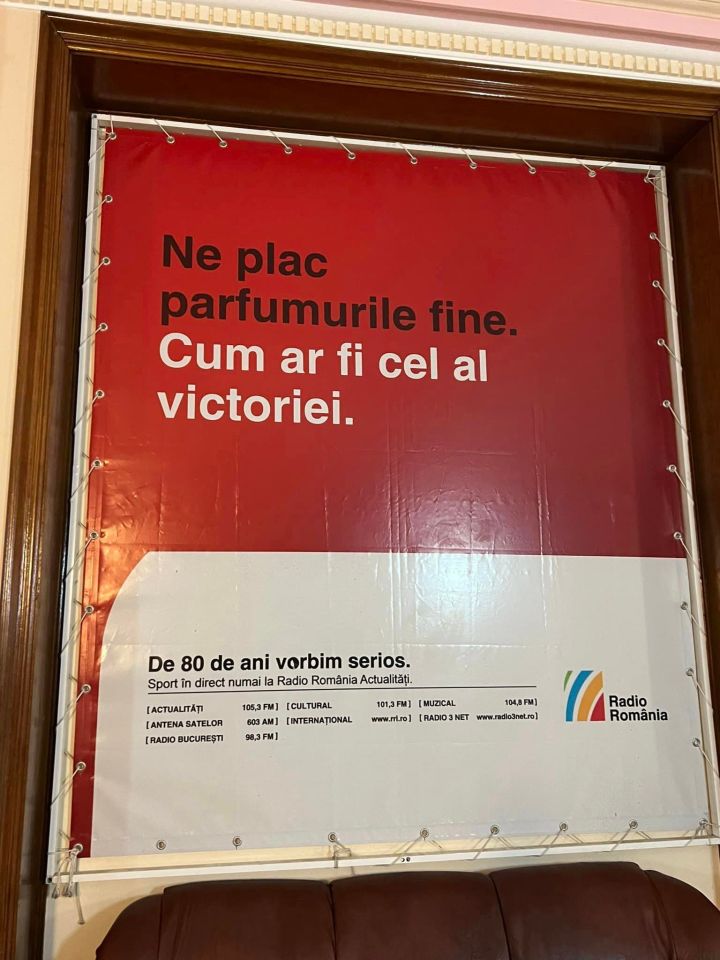 Ne plac
parfumurile fine.
Cum ar fi cel al
victoriei.
De 80 de ani vorbim serios.
Sport în direct numai la Radio România Actualități.
[ ACTUALITĂȚI 105,3 FM ] [ CULTURAL 101,3 FM ] [ MUZICAL 104,8 FM ]
[ ANTENA SATELOR 603 AM ] [ INTERNAȚIONAL www.rri.ro ] [ RADIO 3 NET www.radio3net.ro ]
[ RADIO BUCUREȘTI 98,3 FM ]
Radio
România